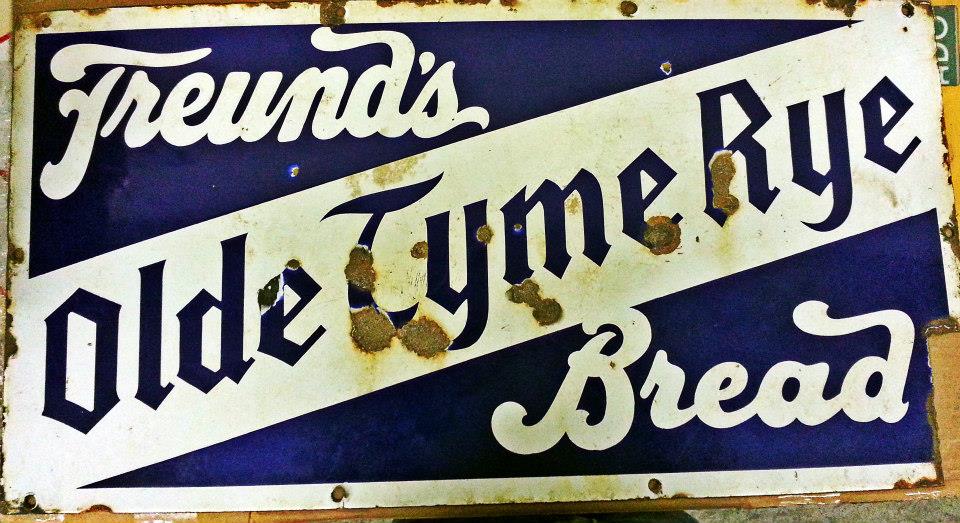 Freund's
Olde Tyme Rye
Bread